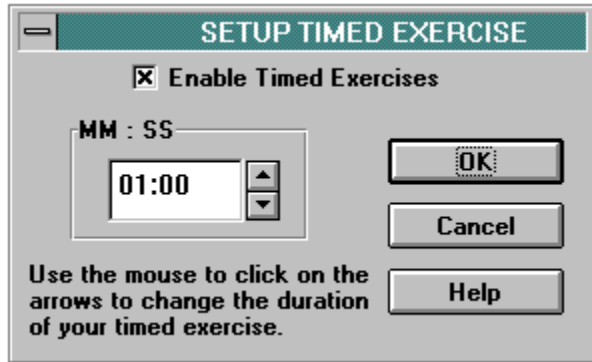 SETUP TIMED EXERCISE
Enable Timed Exercises
MM : SS
01:00
OK
Cancel
Use the mouse to click on the
arrows to change the duration
of your timed exercise.
Help